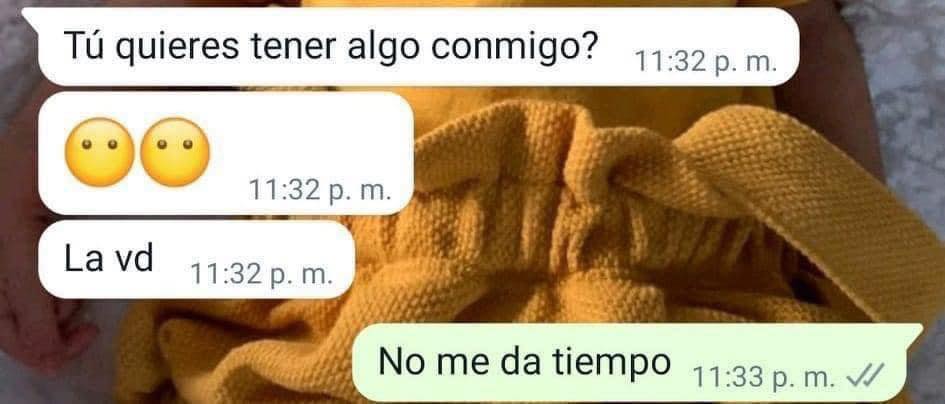 Tú quieres tener algo conmigo? 11:32 p. m.
😶😶 11:32 p. m.
La vd 11:32 p. m.
No me da tiempo 11:33 p. m.